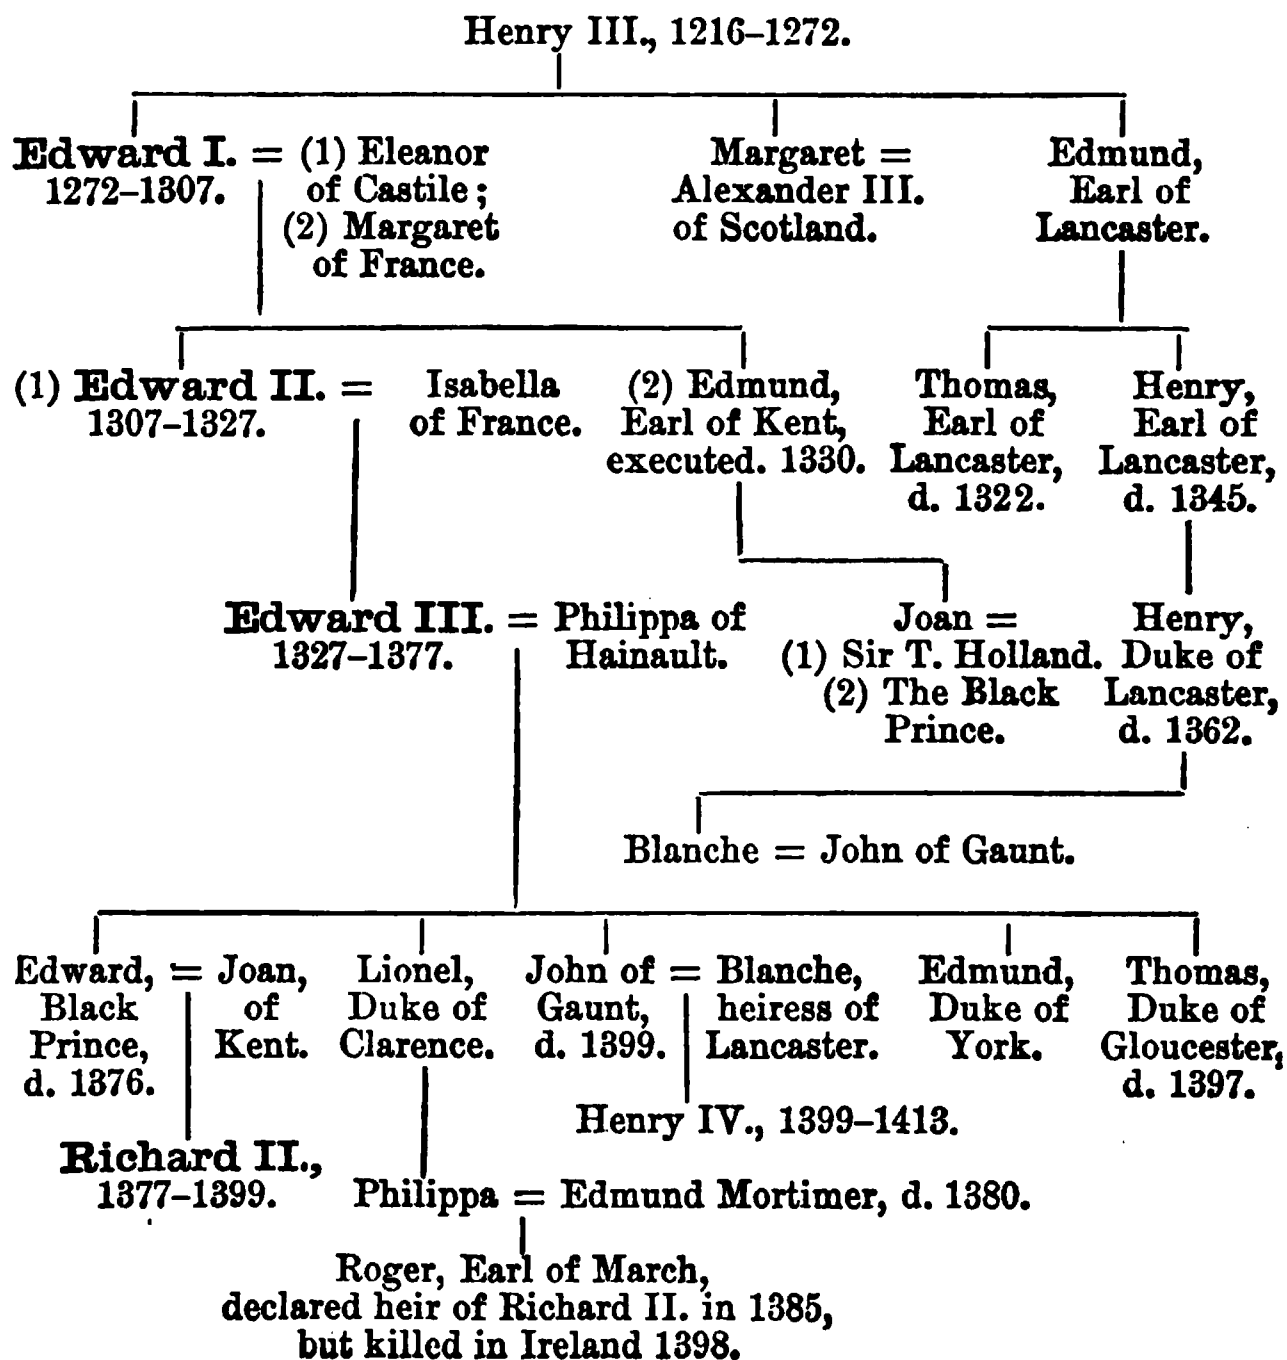 Henry III., 1216–1272.
Edward I. = (1) Eleanor
1272–1307. of Castile;
(2) Margaret
of France.
Margaret =
Alexander III.
of Scotland.
Edmund,
Earl of
Lancaster.
(1) Edward II. =
1307–1327.
Isabella
of France.
(2) Edmund,
Earl of Kent,
executed. 1330.
Thomas,
Earl of
Lancaster,
d. 1322.
Henry,
Earl of
Lancaster,
d. 1345.
Edward III. = Philippa of
1327–1377. Hainault.
Joan =
(1) Sir T. Holland.
(2) The Black
Prince.
Henry,
Duke of
Lancaster,
d. 1362.
Blanche = John of Gaunt.
Edward, =
Black
Prince,
d. 1376.
Joan,
of
Kent.
Lionel,
Duke of
Clarence.
John of =
Gaunt,
d. 1399.
Blanche,
heiress of
Lancaster.
Edmund,
Duke of
York.
Thomas,
Duke of
Gloucester,
d. 1397.
Henry IV., 1399–1413.
Richard II.,
1377–1399.
Philippa = Edmund Mortimer, d. 1380.
Roger, Earl of March,
declared heir of Richard II. in 1385,
but killed in Ireland 1398.